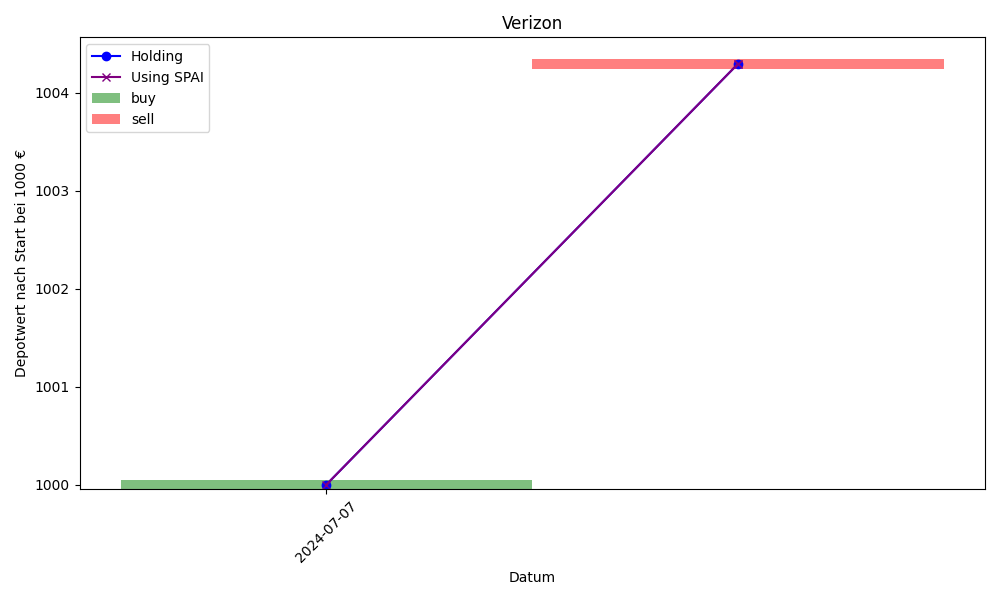 Verizon
Holding
Using SPAI
buy
sell
Depotwert nach Start bei 1000 €
1004
1003
1002
1001
1000
2024-07-07
Datum